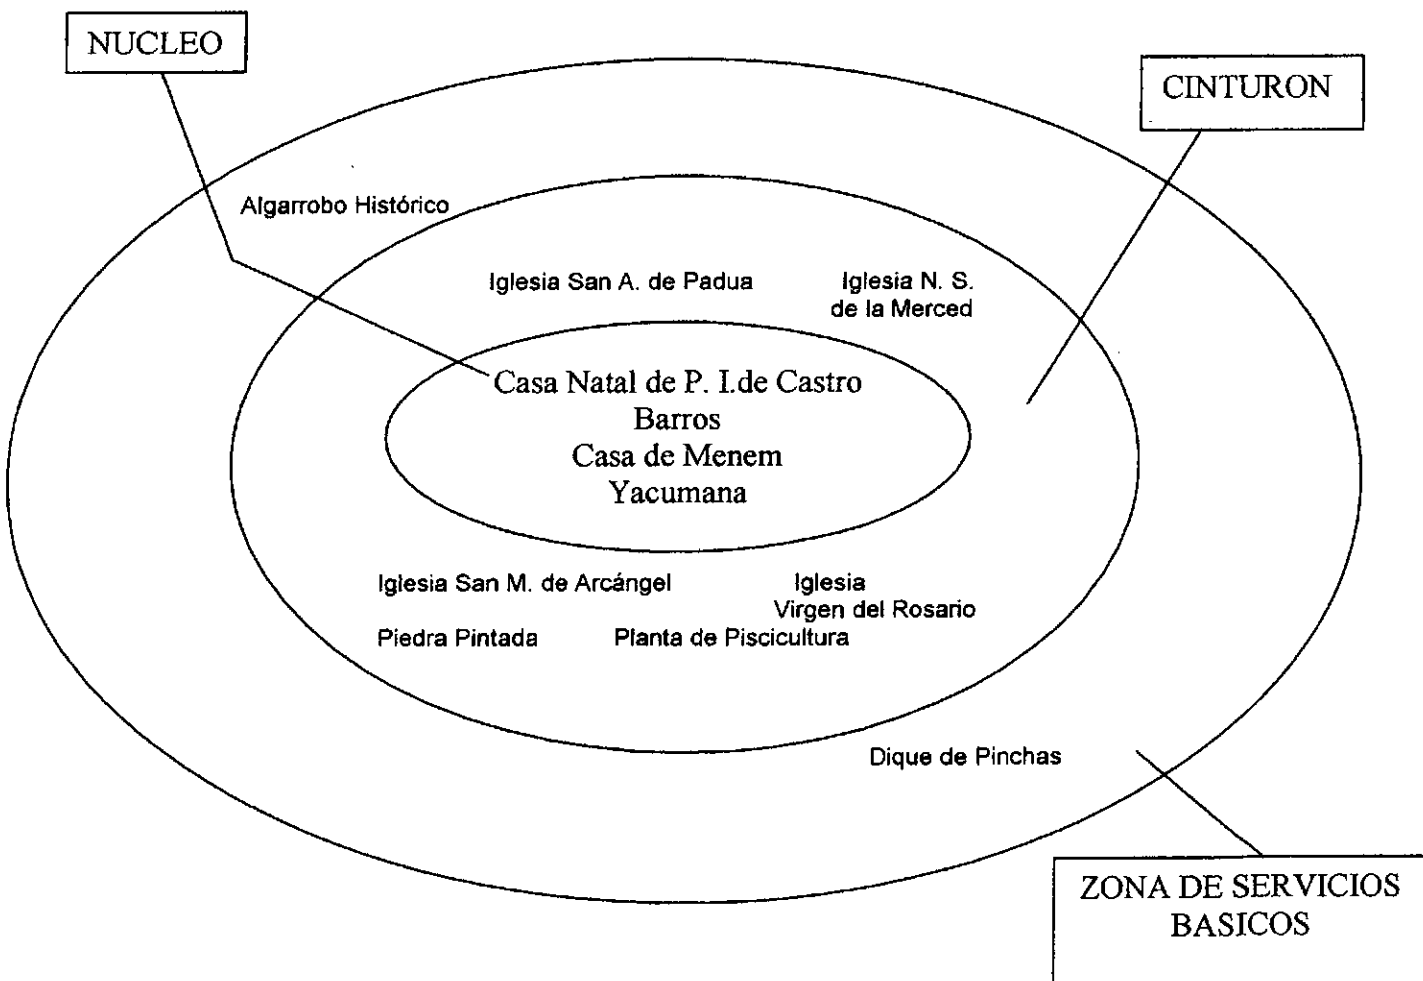 NUCLEO
CINTURON
Algarrobo Histórico
Iglesia San A. de Padua
Iglesia N. S.
de la Merced
Casa Natal de P. I.de Castro
Barros
Casa de Menem
Yacumana
Iglesia San M. de Arcángel
Iglesia
Virgen del Rosario
Piedra Pintada
Planta de Piscicultura
Dique de Pinchas
ZONA DE SERVICIOS
BASICOS